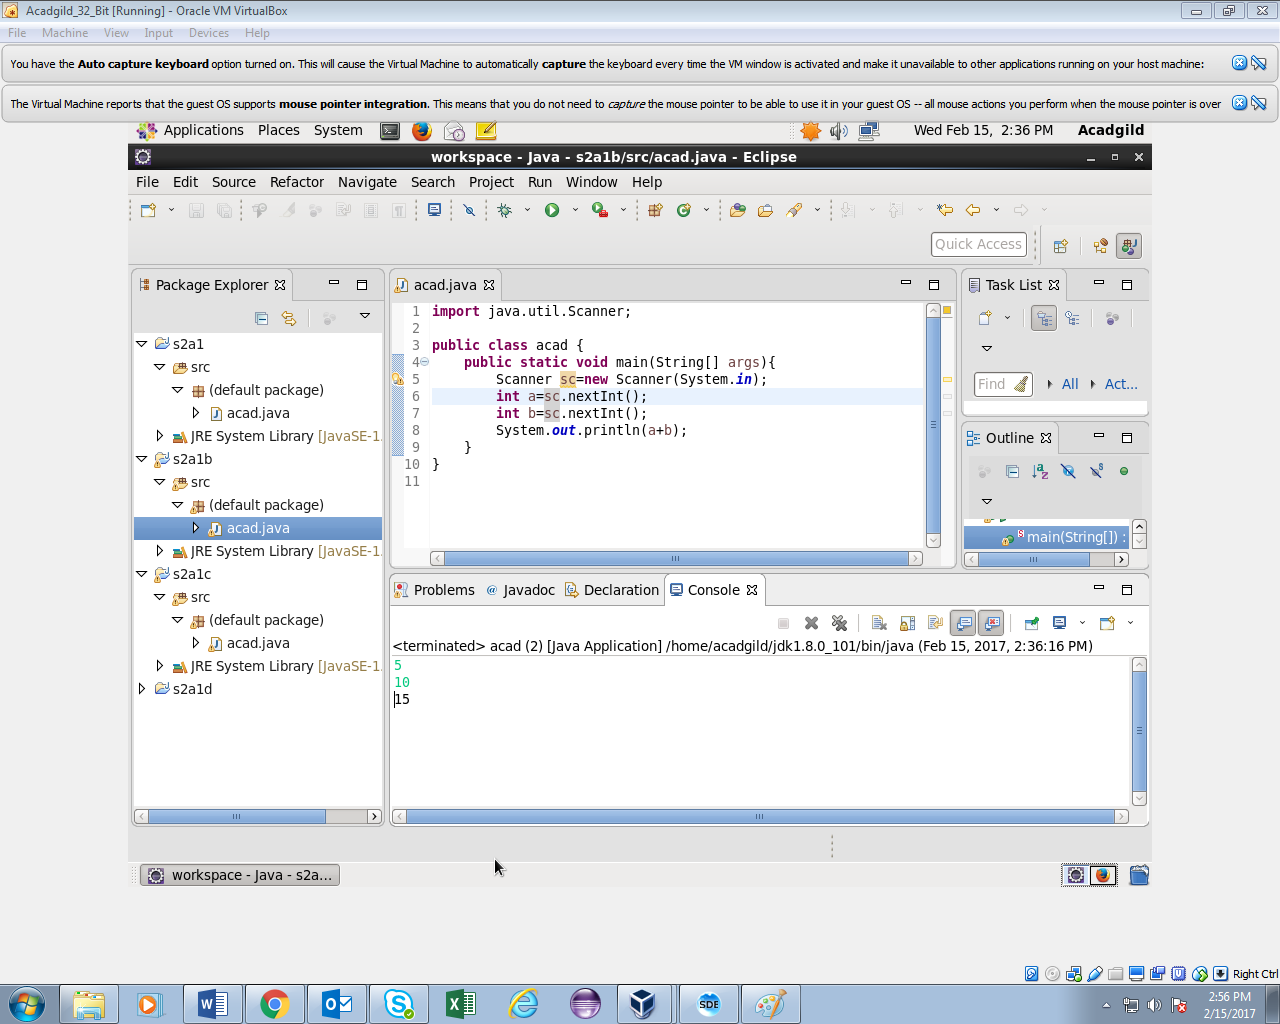 Acadgild_32_Bit [Running] - Oracle VM VirtualBox
File Machine View Input Devices Help
You have the Auto capture keyboard option turned on. This will cause the Virtual Machine to automatically capture the keyboard every time the VM window is activated and make it unavailable to other applications running on your host machine:
The Virtual Machine reports that the guest OS supports mouse pointer integration. This means that you do not need to capture the mouse pointer to be able to use it in your guest OS -- all mouse actions you perform when the mouse pointer is over
Applications Places System Wed Feb 15, 2:36 PM Acadgild
workspace - Java - s2a1b/src/acad.java - Eclipse
File Edit Source Refactor Navigate Search Project Run Window Help
Quick Access
Package Explorer
s2a1
src
(default package)
acad.java
JRE System Library [JavaSE-1.
s2a1b
src
(default package)
acad.java
JRE System Library [JavaSE-1.
s2a1c
src
(default package)
acad.java
JRE System Library [JavaSE-1.
s2a1d
acad.java
1 import java.util.Scanner;
2
3 public class acad {
4 public static void main(String[] args){
5 Scanner sc=new Scanner(System.in);
6 int a=sc.nextInt();
7 int b=sc.nextInt();
8 System.out.println(a+b);
9 }
10 }
11
Task List
Find All Act...
Outline
main(String[]) :
Problems @ Javadoc Declaration Console
<terminated> acad (2) [Java Application] /home/acadgild/jdk1.8.0_101/bin/java (Feb 15, 2017, 2:36:16 PM)
5
10
15
workspace - Java - s2a...
Right Ctrl
SDE
2:56 PM
2/15/2017